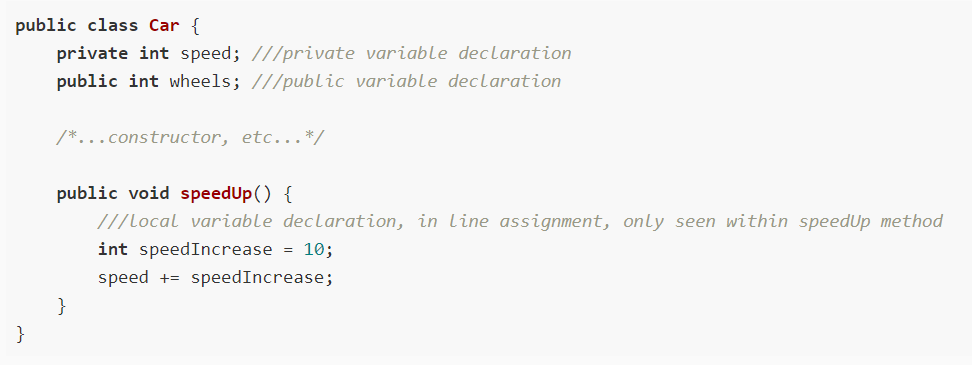 public class Car {
    private int speed; ///private variable declaration
    public int wheels; ///public variable declaration

    /*...constructor, etc...*/

    public void speedUp() {
        ///local variable declaration, in line assignment, only seen within speedUp method
        int speedIncrease = 10;
        speed += speedIncrease;
    }
}